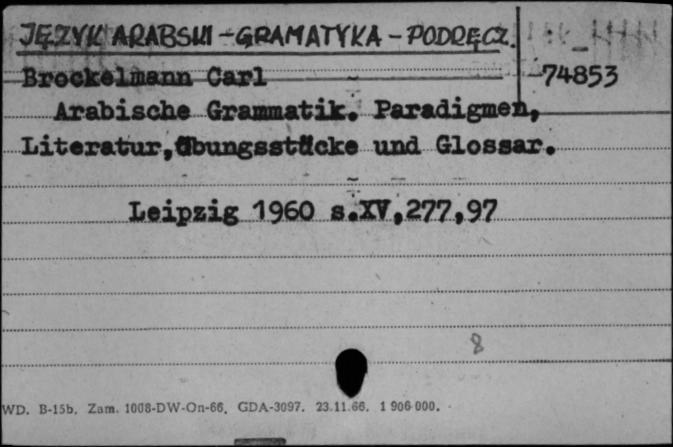 JĘZYK ARABSKI - GRAMATYKA - PODRĘCZ.
Brockelmann Carl 74853
Arabische Grammatik. Paradigmen,
Literatur,Übungsstücke und Glossar.
Leipzig 1960 s.XV,277,97
8
WD. B-15b. Zam. 1008-DW-On-66. GDA-3097. 23.11.66. 1 906 000.